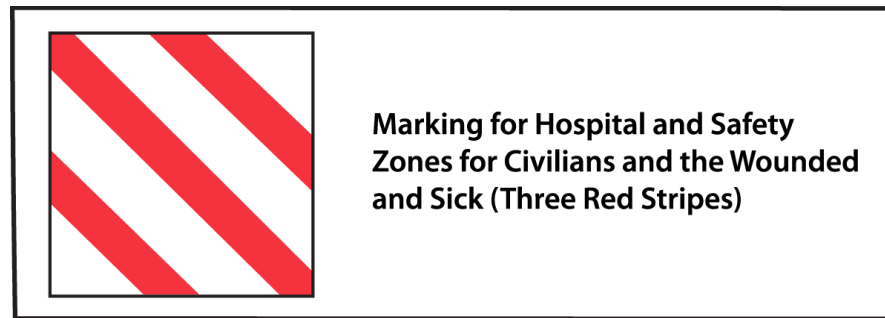 Marking for Hospital and Safety
Zones for Civilians and the Wounded
and Sick (Three Red Stripes)